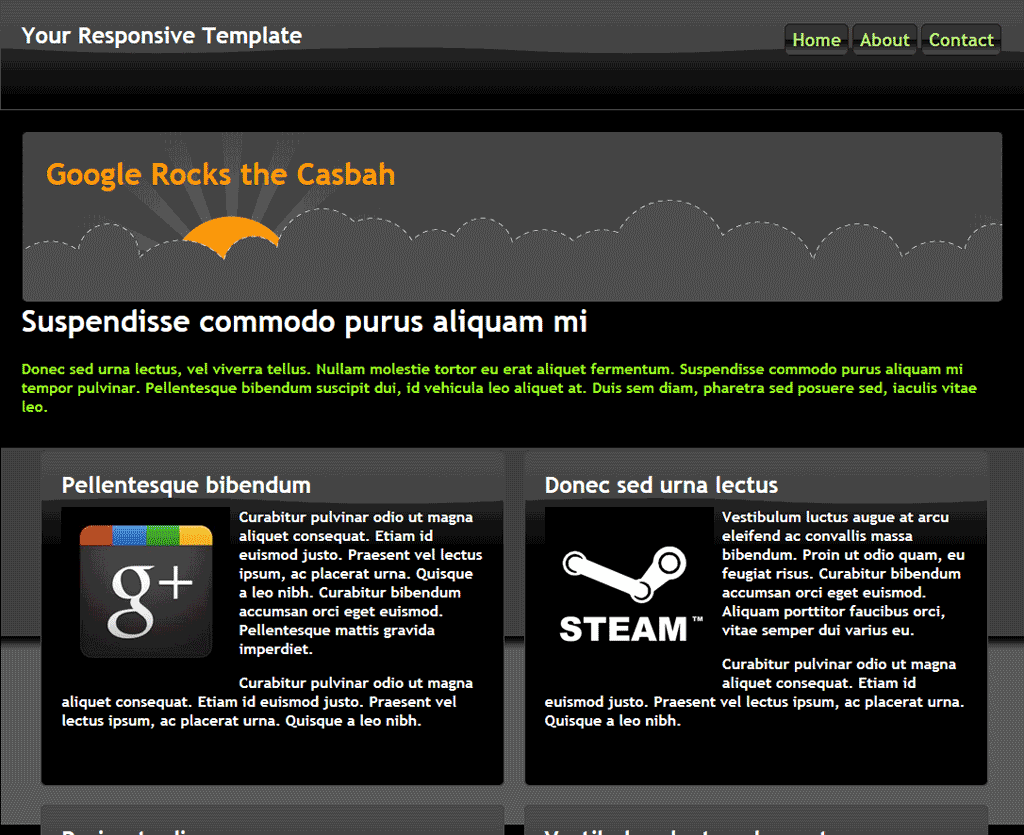 Your Responsive Template
Home About Contact
Google Rocks the Casbah
Suspendisse commodo purus aliquam mi
Donec sed urna lectus, vel viverra tellus. Nullam molestie tortor eu erat aliquet fermentum. Suspendisse commodo purus aliquam mi
tempor pulvinar. Pellentesque bibendum suscipit dui, id vehicula leo aliquet at. Duis sem diam, pharetra sed posuere sed, iaculis vitae
leo.
Pellentesque bibendum
g+
Curabitur pulvinar odio ut magna
aliquet consequat. Etiam id
euismod justo. Praesent vel lectus
ipsum, ac placerat urna. Quisque
a leo nibh. Curabitur bibendum
accumsan orci eget euismod.
Pellentesque mattis gravida
imperdiet.
Curabitur pulvinar odio ut magna
aliquet consequat. Etiam id euismod justo. Praesent vel
lectus ipsum, ac placerat urna. Quisque a leo nibh.
Donec sed urna lectus
STEAM™
Vestibulum luctus augue at arcu
eleifend ac convallis massa
bibendum. Proin ut odio quam, eu
feugiat risus. Curabitur bibendum
accumsan orci eget euismod.
Aliquam porttitor faucibus orci,
vitae semper dui varius eu.
Curabitur pulvinar odio ut magna
aliquet consequat. Etiam id
euismod justo. Praesent vel lectus ipsum, ac placerat urna.
Quisque a leo nibh.